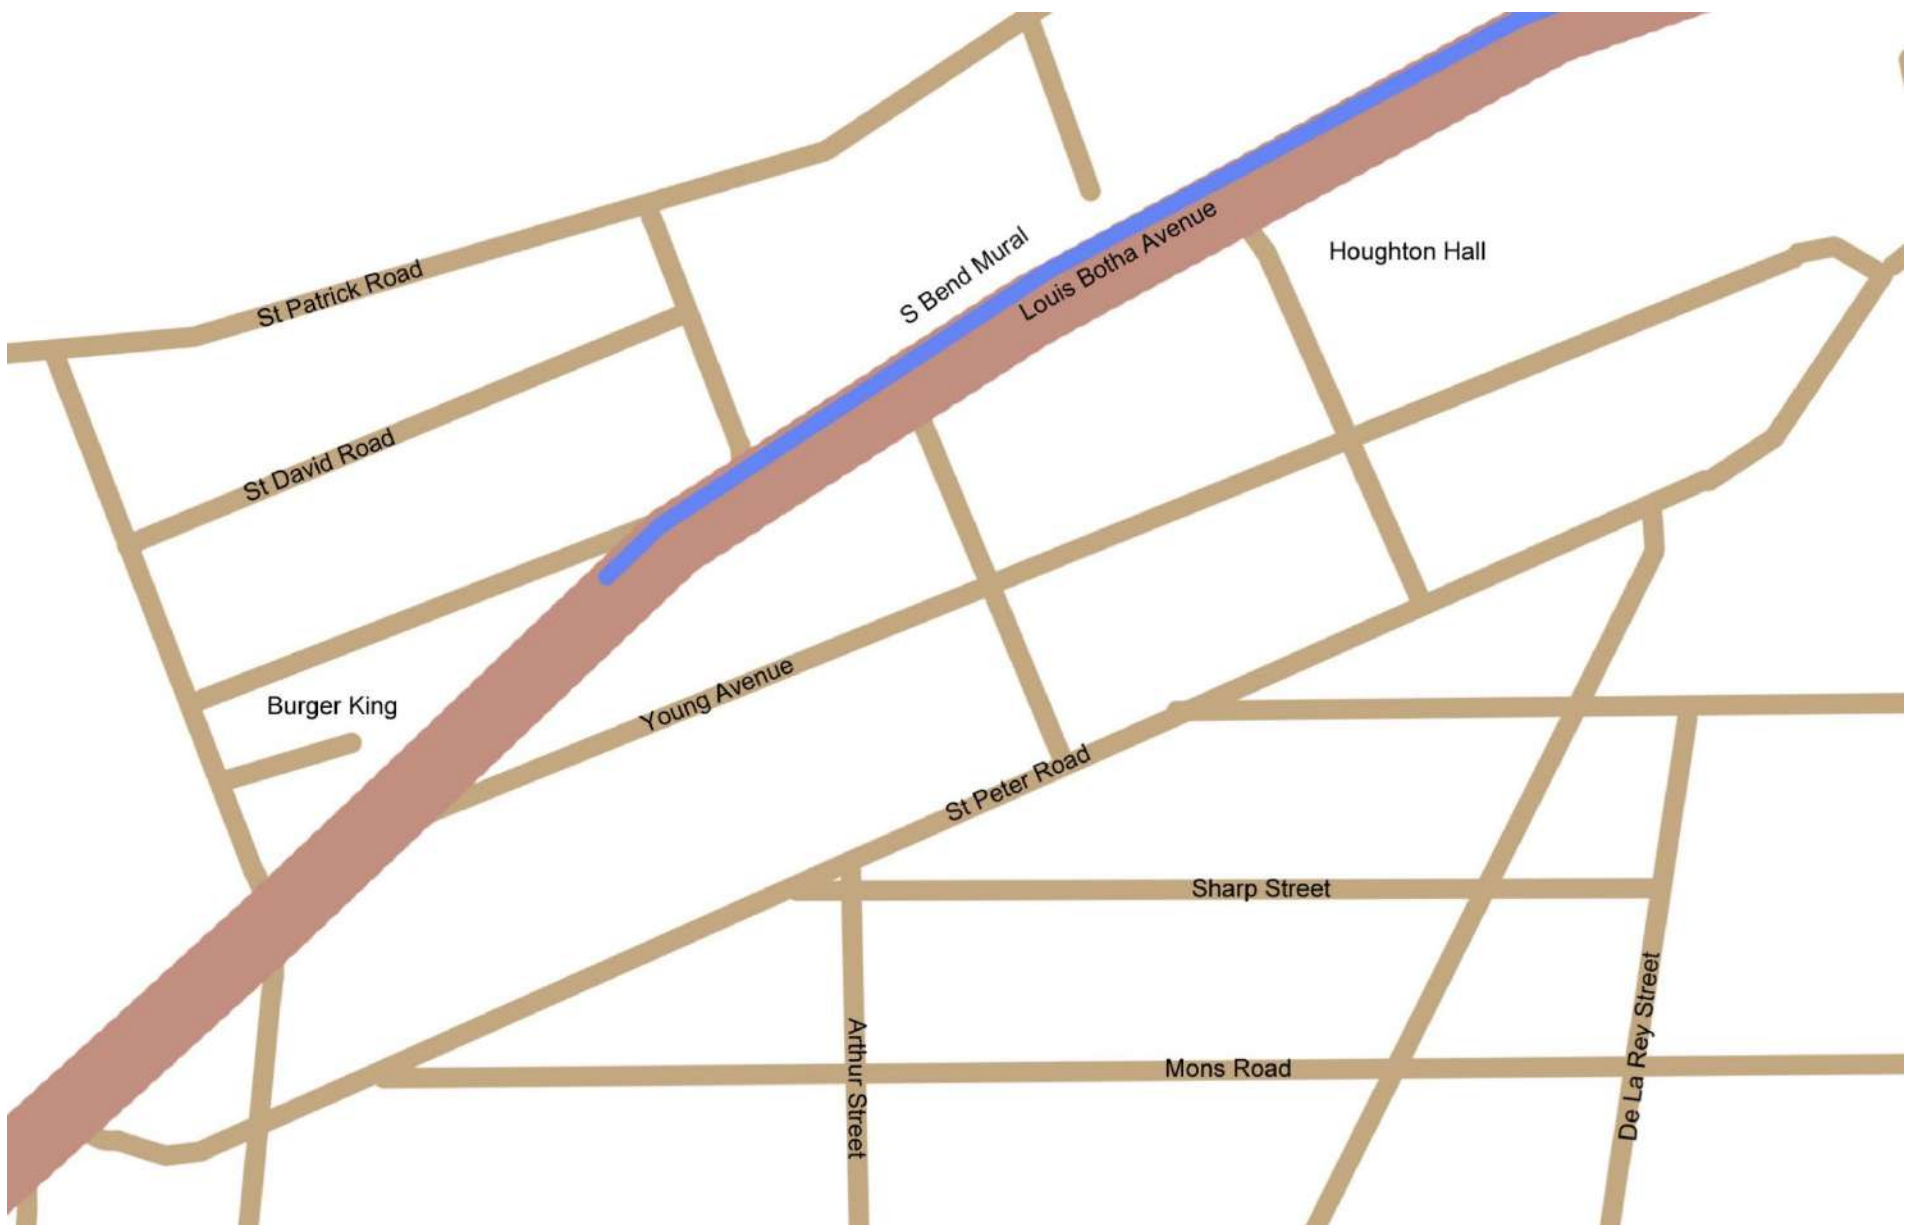 S Bend Mural
Louis Botha Avenue
Houghton Hall
St Patrick Road
St David Road
Burger King
Young Avenue
St Peter Road
Sharp Street
Arthur Street
Mons Road
De La Rey Street